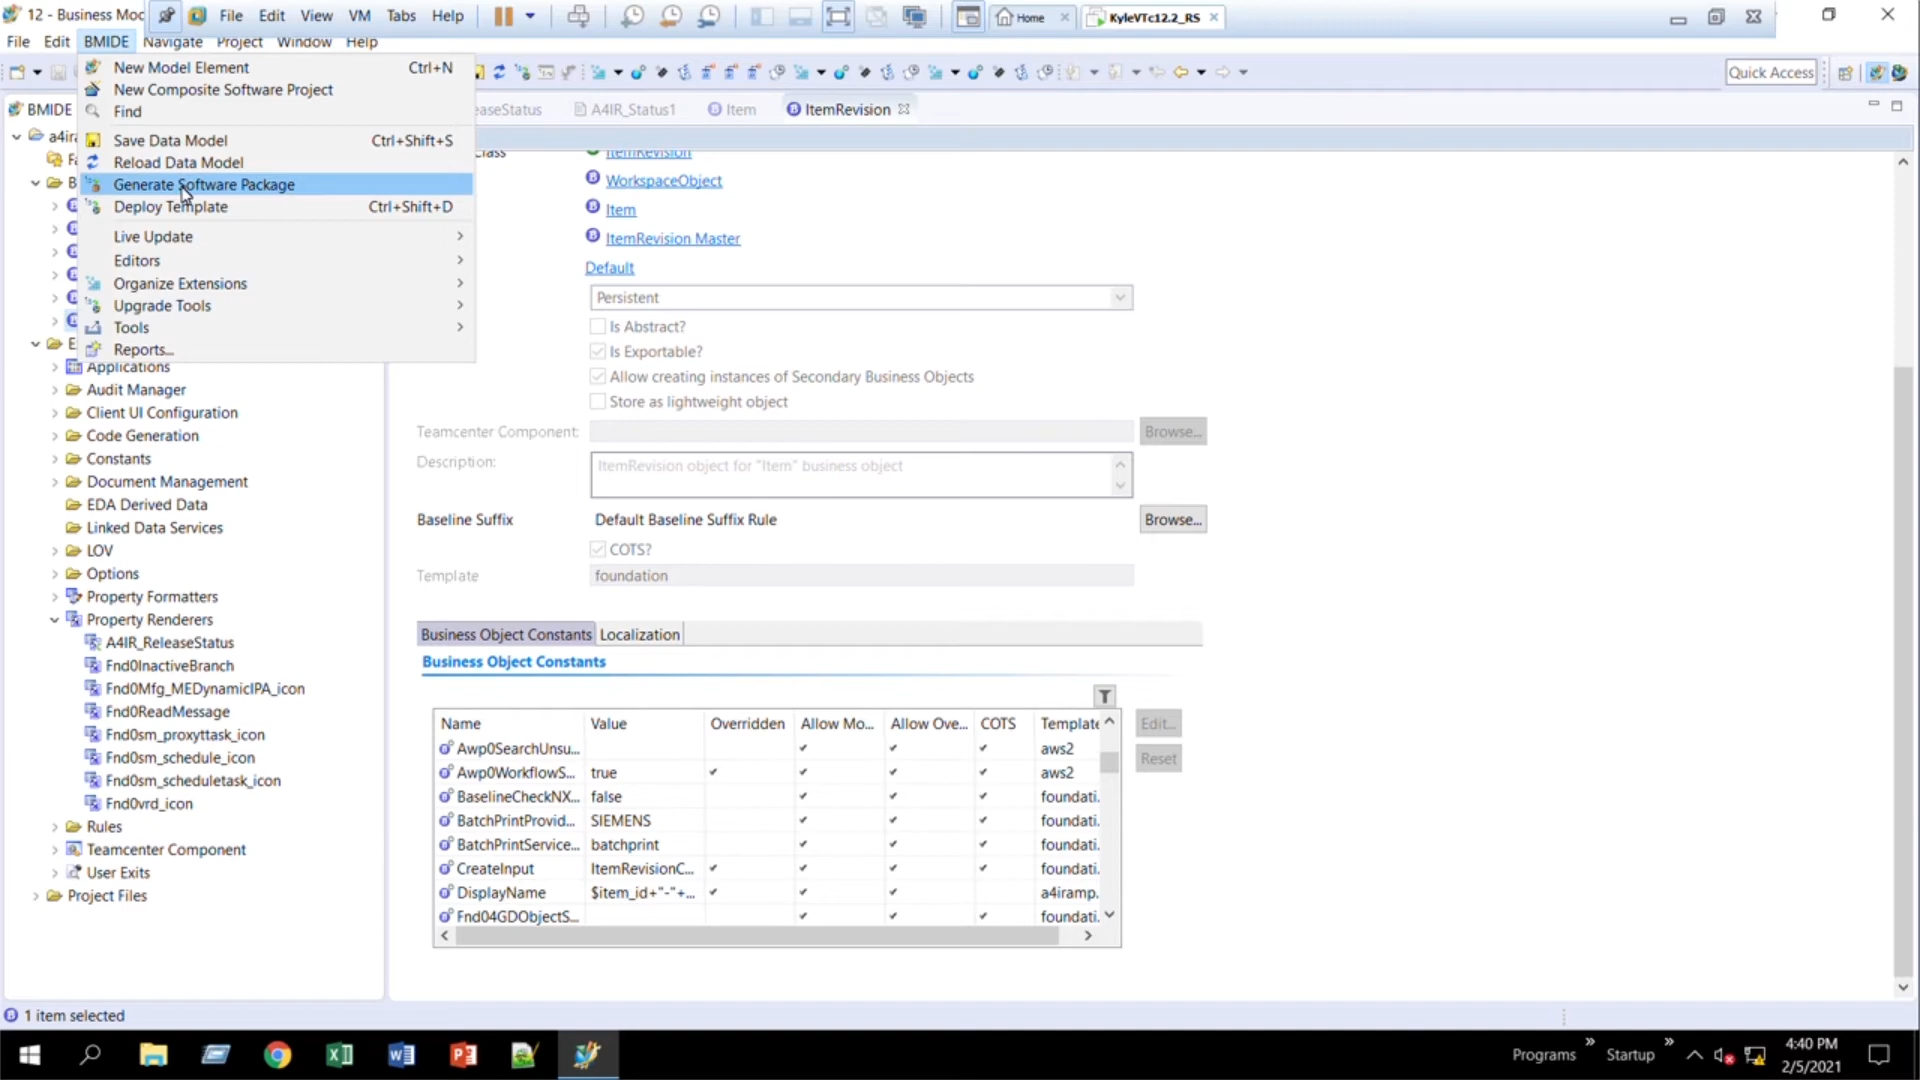 12 - Business Mod
File Edit View VM Tabs Help
Home
KyleVTc12.2_RS
File Edit BMIDE Navigate Project Window Help
Quick Access
New Model Element Ctrl+N
New Composite Software Project
Find
Save Data Model Ctrl+Shift+S
Reload Data Model
Generate Software Package
Deploy Template Ctrl+Shift+D
Live Update
Editors
Organize Extensions
Upgrade Tools
Tools
Reports...
BMIDE
a4ira
Fa
B
E
Applications
Audit Manager
Client UI Configuration
Code Generation
Constants
Document Management
EDA Derived Data
Linked Data Services
LOV
Options
Property Formatters
Property Renderers
A4IR_ReleaseStatus
Fnd0InactiveBranch
Fnd0Mfg_MEDynamicIPA_icon
Fnd0ReadMessage
Fnd0sm_proxyttask_icon
Fnd0sm_schedule_icon
Fnd0sm_scheduletask_icon
Fnd0vrd_icon
Rules
Teamcenter Component
User Exits
Project Files
easeStatus A4IR_Status1 Item ItemRevision
Class ItemRevision
WorkspaceObject
Item
ItemRevision Master
Default
Persistent
Is Abstract?
Is Exportable?
Allow creating instances of Secondary Business Objects
Store as lightweight object
Teamcenter Component: Browse...
Description: ItemRevision object for "Item" business object
Baseline Suffix Default Baseline Suffix Rule Browse...
COTS?
Template foundation
Business Object Constants Localization
Business Object Constants
Name Value Overridden Allow Mo... Allow Ove... COTS Template
Edit...
Awp0SearchUnsu... aws2
Reset
Awp0WorkflowS... true aws2
BaselineCheckNX... false foundati.
BatchPrintProvid... SIEMENS foundati.
BatchPrintService... batchprint foundati.
CreateInput ItemRevisionC... foundati.
DisplayName $item_id+"-"+... a4iramp.
Fnd04GDObjectS... foundati.
1 item selected
Programs Startup
4:40 PM
2/5/2021